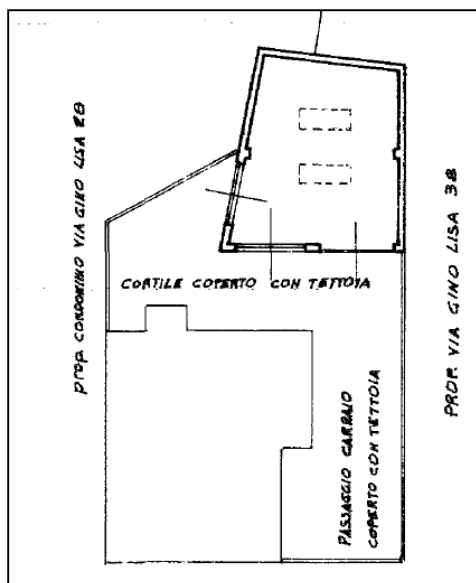 prop. CONDOMINIO VIA GINO LISA 28
CORTILE COPERTO CON TETTOIA
PASSAGGIO CARRAIO
COPERTO CON TETTOIA
PROP. VIA GINO LISA 38